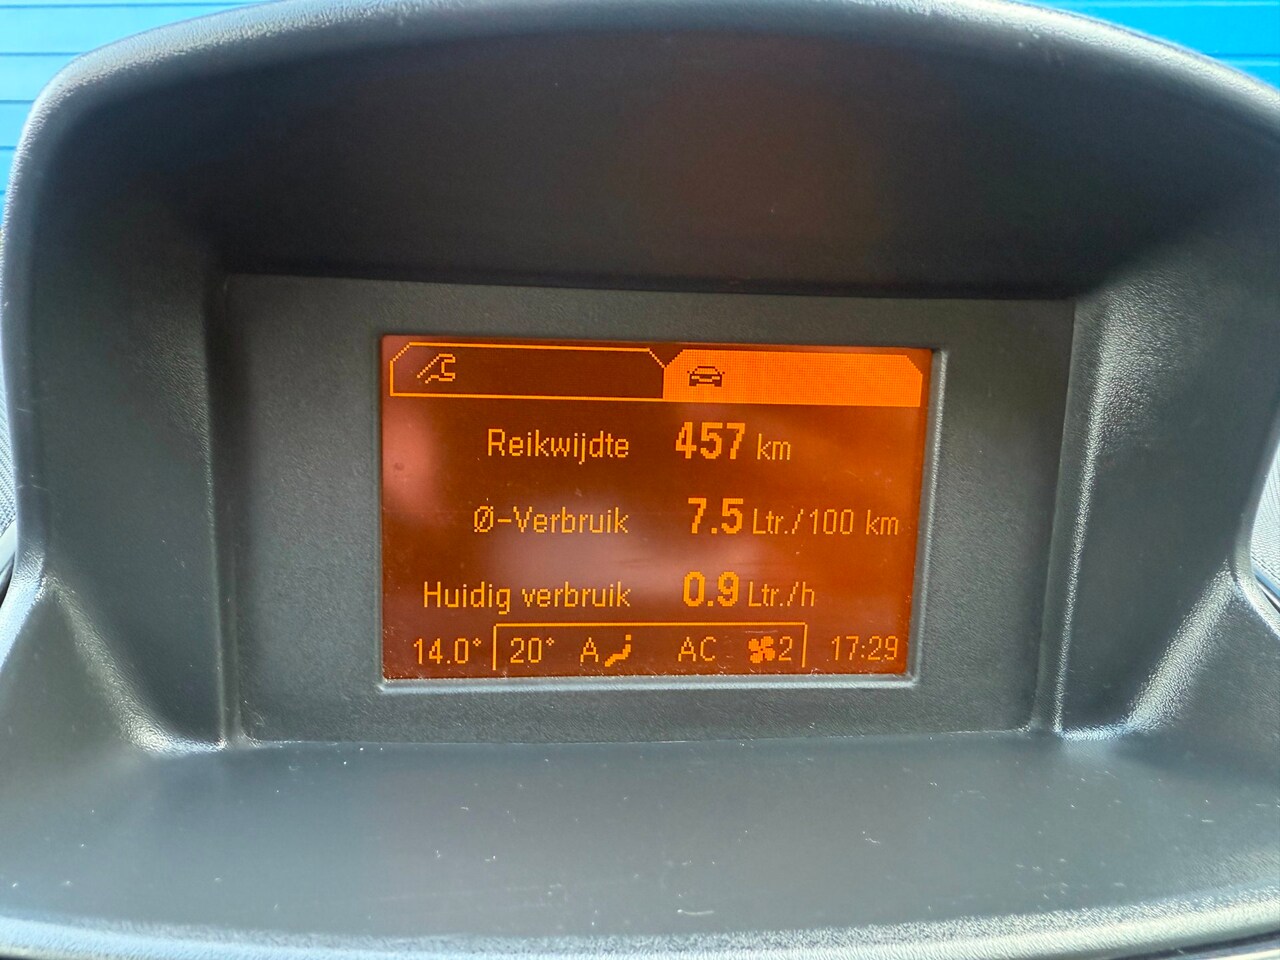 Reikwijdte 457 km
Ø-Verbruik 7.5 Ltr./100 km
Huidig verbruik 0.9 Ltr./h
14.0° 20° A AC 2 17:29